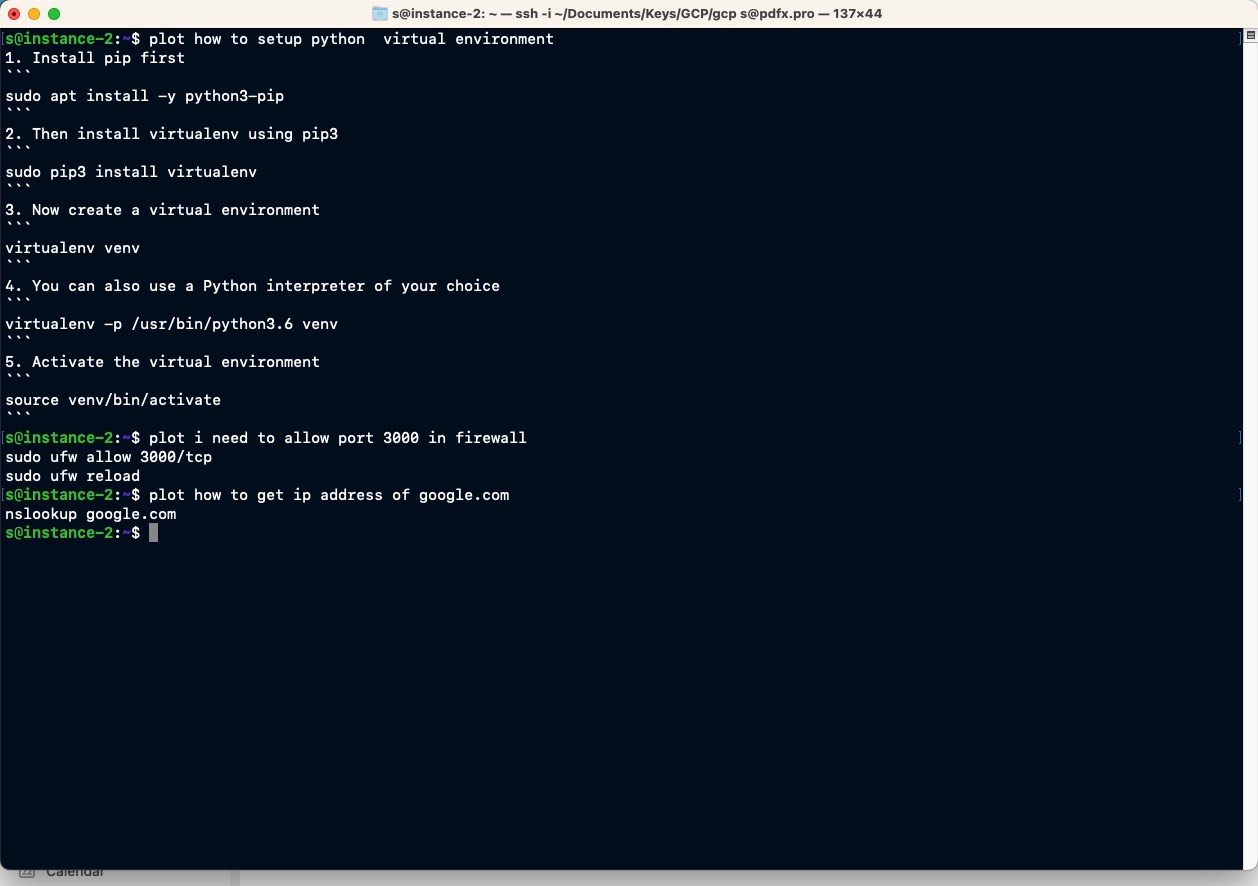 s@instance-2: ~ — ssh -i ~/Documents/Keys/GCP/gcp s@pdfx.pro — 137×44
[s@instance-2:~$ plot how to setup python  virtual environment ]
1. Install pip first
```
sudo apt install -y python3-pip
```
2. Then install virtualenv using pip3
```
sudo pip3 install virtualenv
```
3. Now create a virtual environment
```
virtualenv venv
```
4. You can also use a Python interpreter of your choice
```
virtualenv -p /usr/bin/python3.6 venv
```
5. Activate the virtual environment
```
source venv/bin/activate
```
[s@instance-2:~$ plot i need to allow port 3000 in firewall ]
sudo ufw allow 3000/tcp
sudo ufw reload
[s@instance-2:~$ plot how to get ip address of google.com ]
nslookup google.com
s@instance-2:~$
22 Calendar